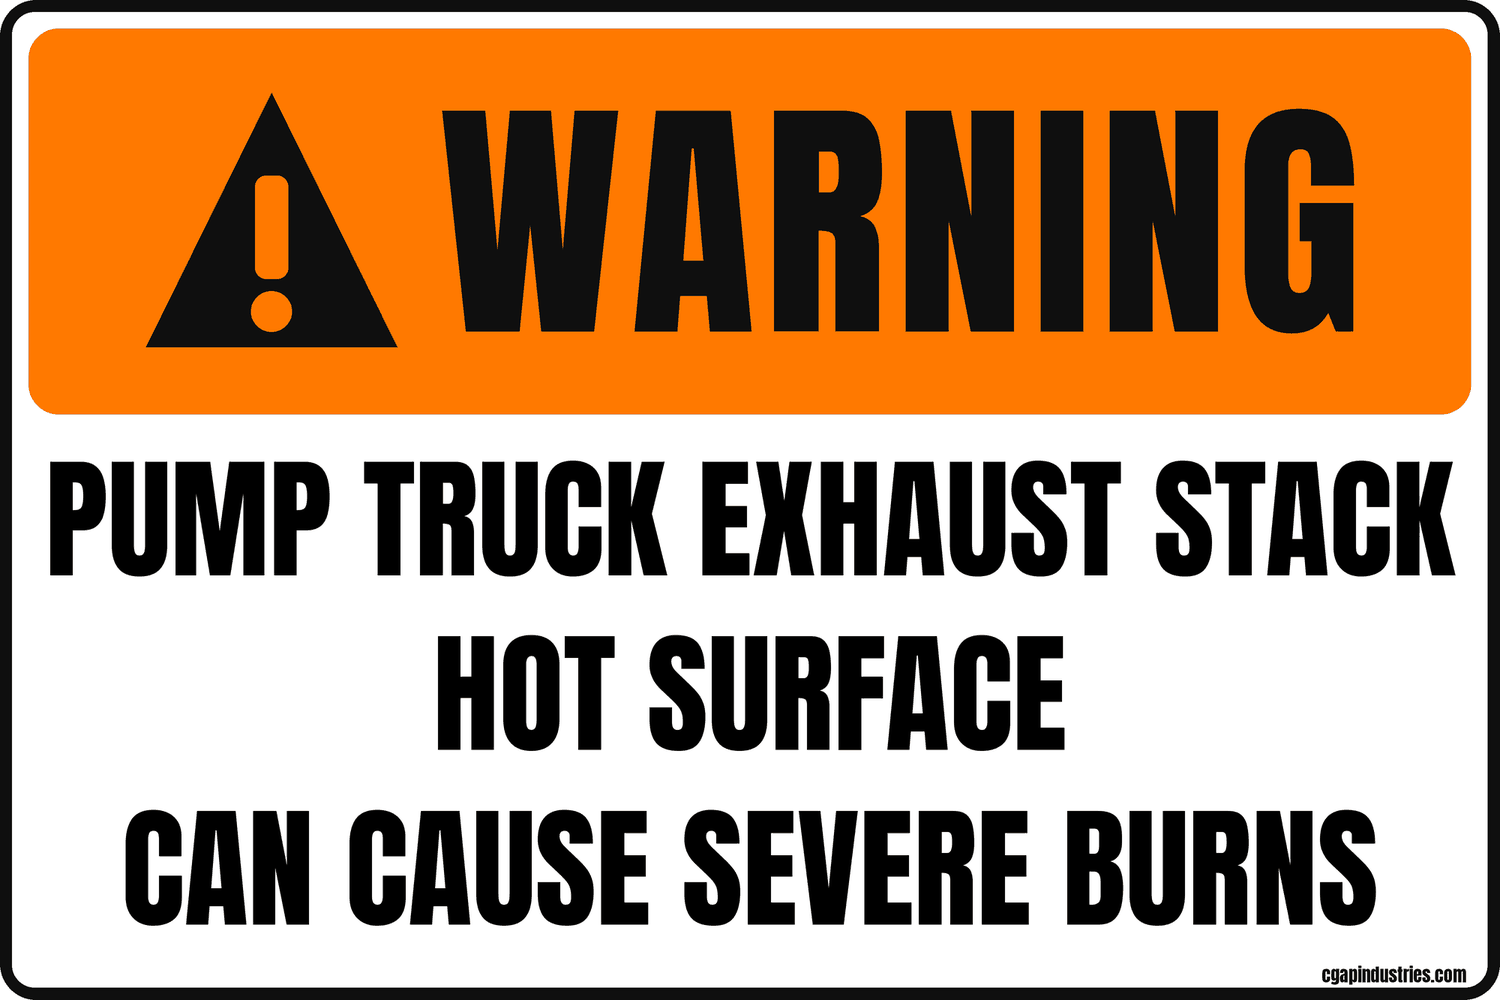 WARNING
PUMP TRUCK EXHAUST STACK
HOT SURFACE
CAN CAUSE SEVERE BURNS
cgapindustries.com